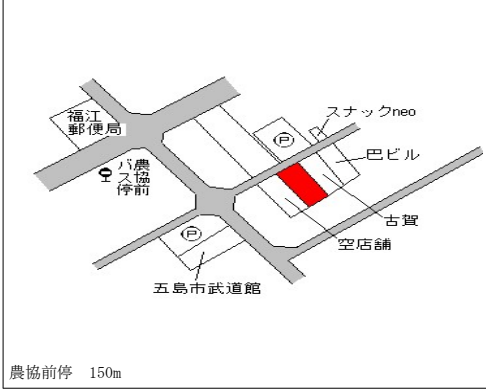 福江
郵便局
農協
バス
停前
スナックneo
Ⓟ
巴ビル
古賀
空店舗
Ⓟ
五島市武道館
農協前停 150m